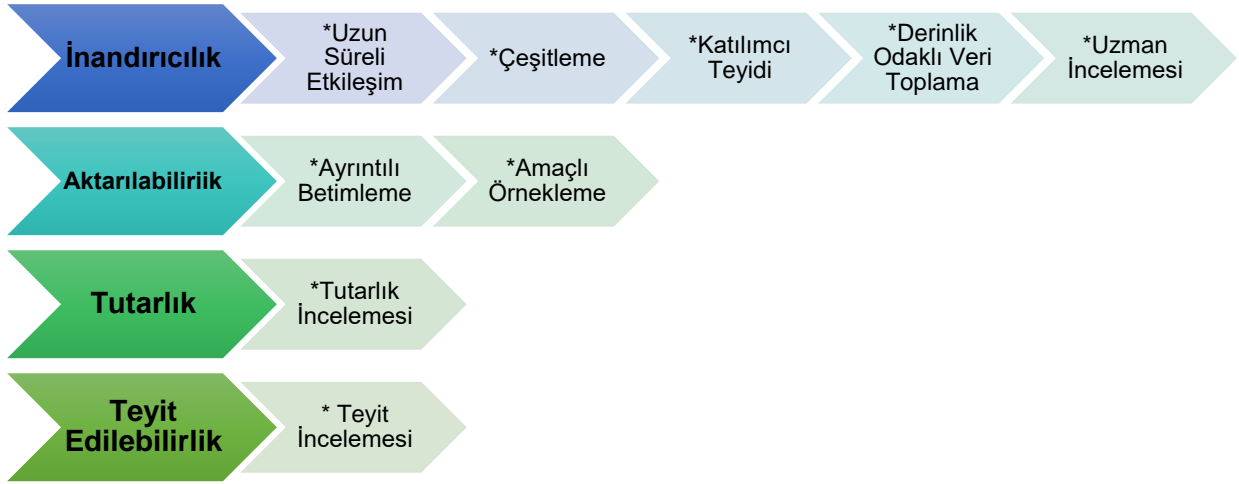 İnandırıcılık
*Uzun
Süreli
Etkileşim
*Çeşitleme
*Katılımcı
Teyidi
*Derinlik
Odaklı Veri
Toplama
*Uzman
İncelemesi
Aktarılabiliriik
*Ayrıntılı
Betimleme
*Amaçlı
Örnekleme
Tutarlık
*Tutarlık
İncelemesi
Teyit
Edilebilirlik
* Teyit
İncelemesi